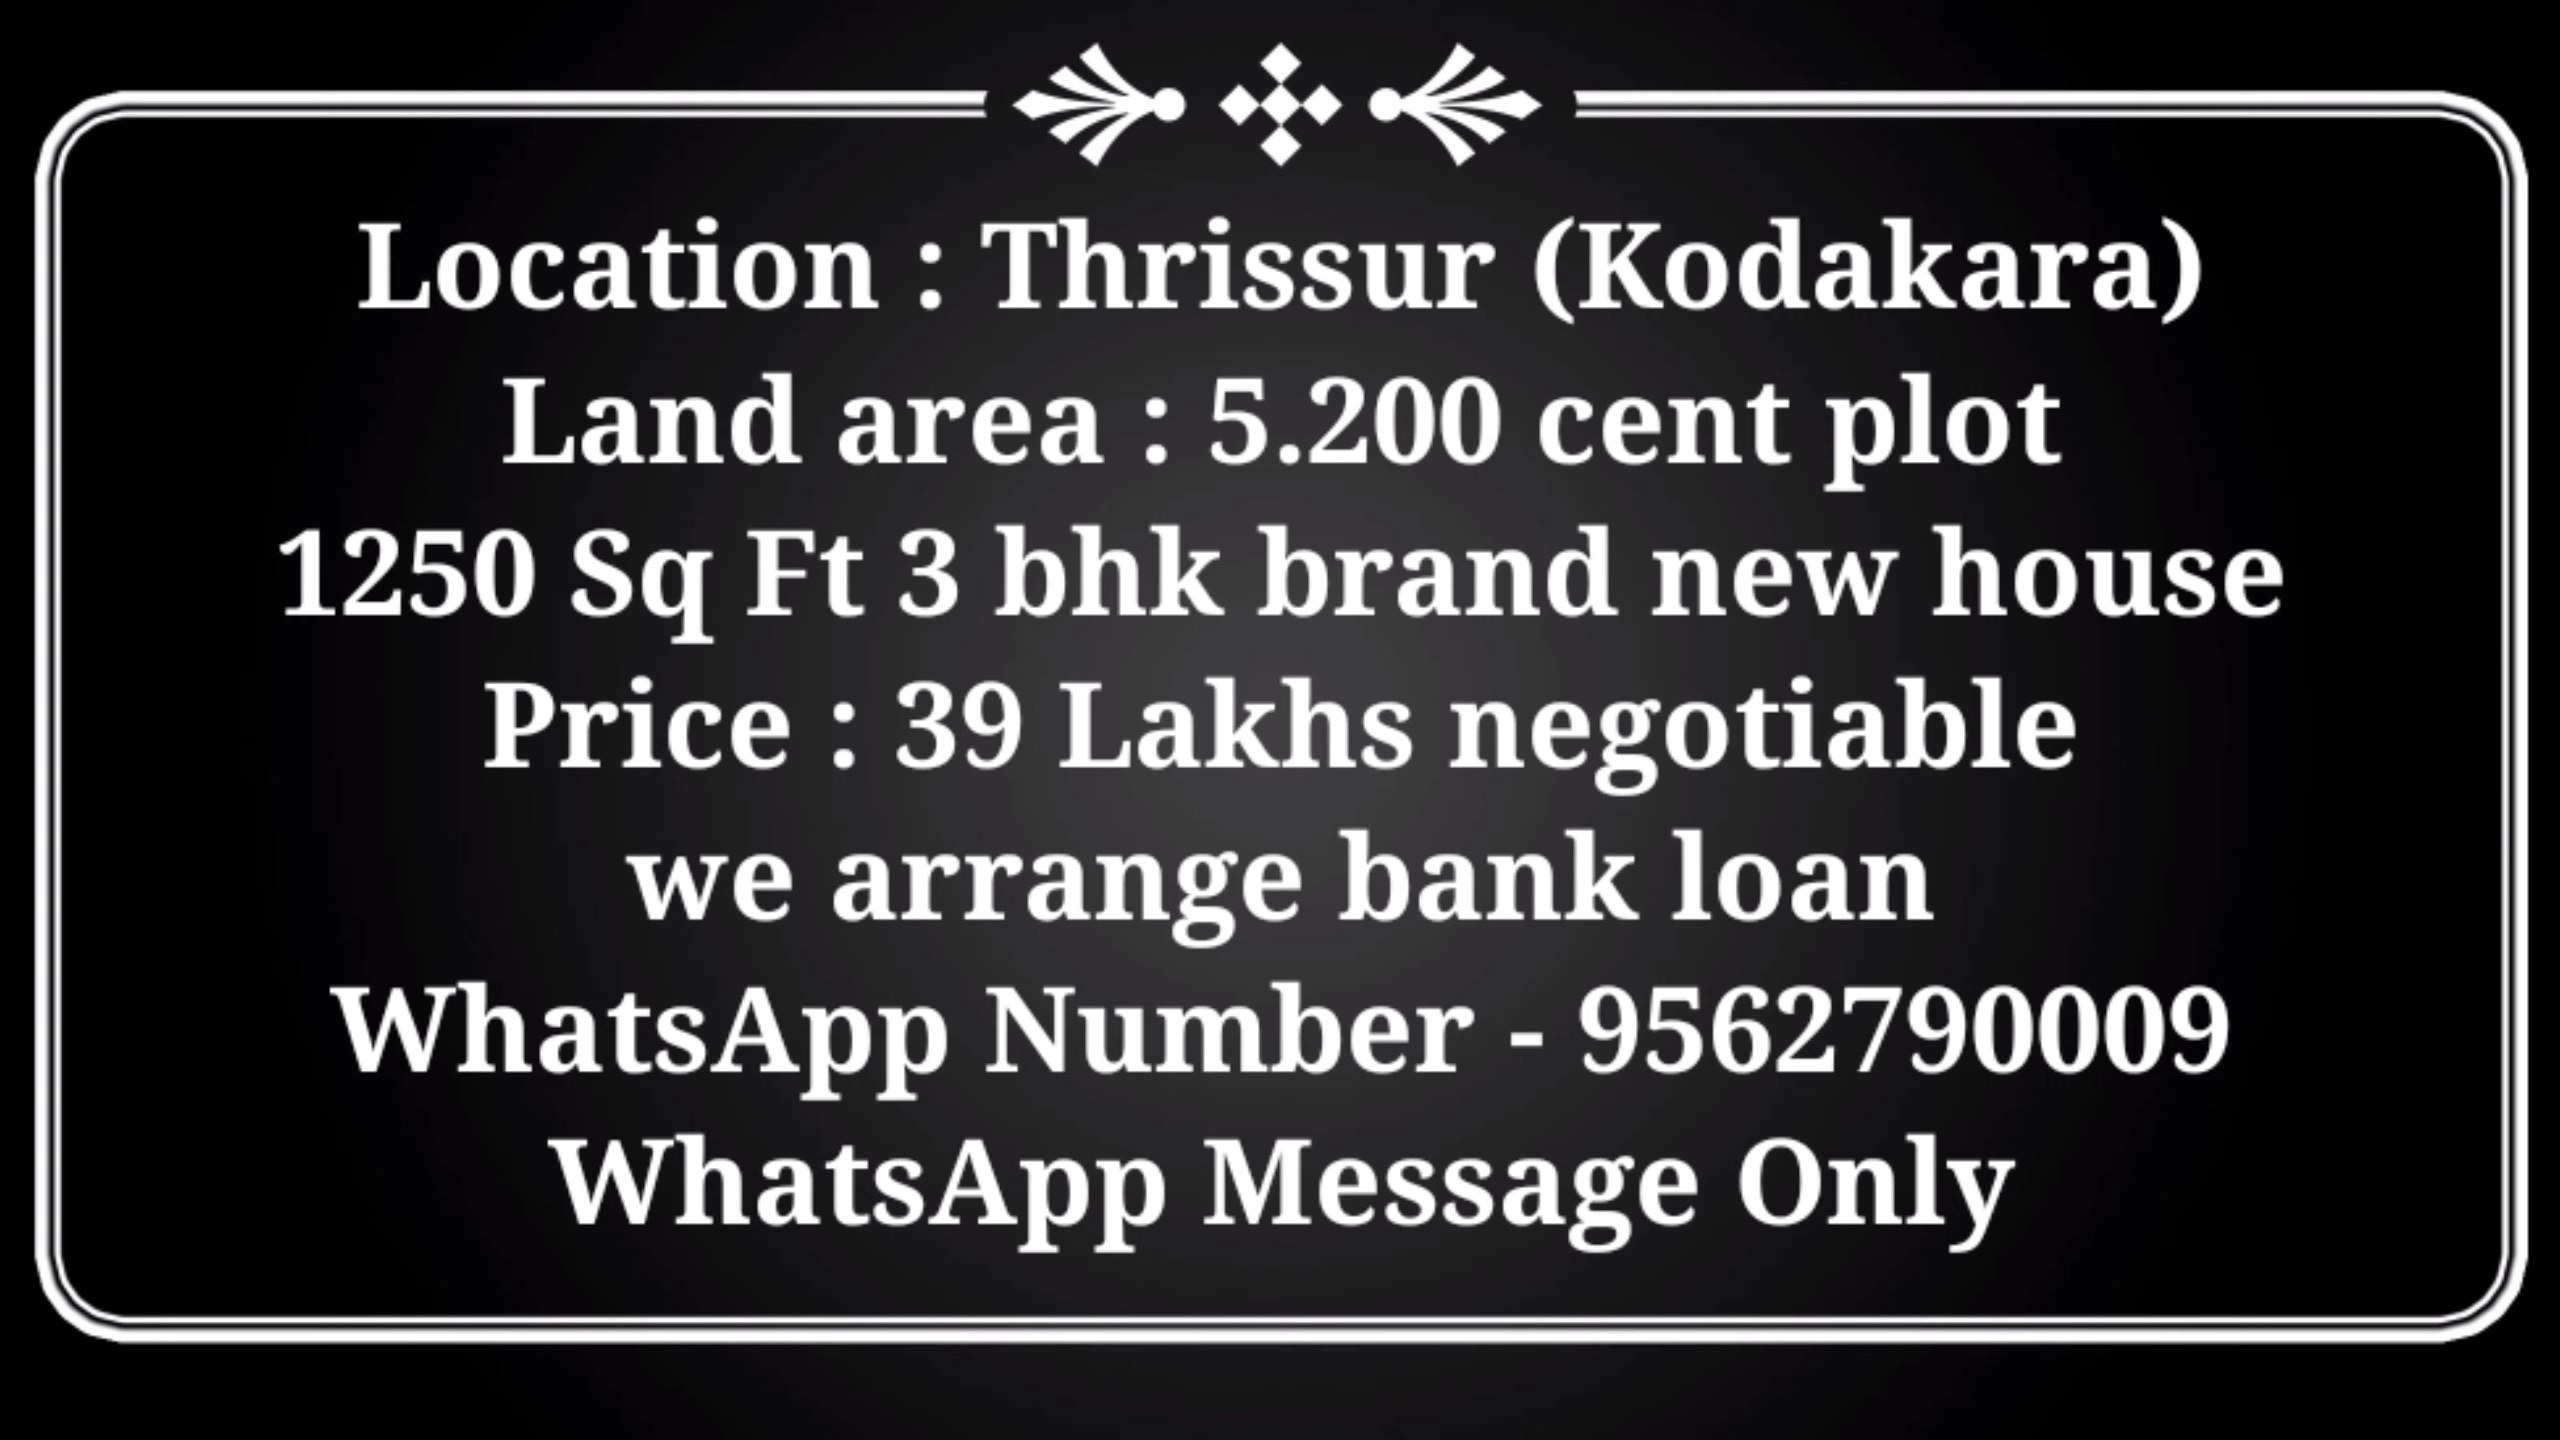 Location : Thrissur (Kodakara)
Land area : 5.200 cent plot
1250 Sq Ft 3 bhk brand new house
Price : 39 Lakhs negotiable
we arrange bank loan
WhatsApp Number - 9562790009
WhatsApp Message Only